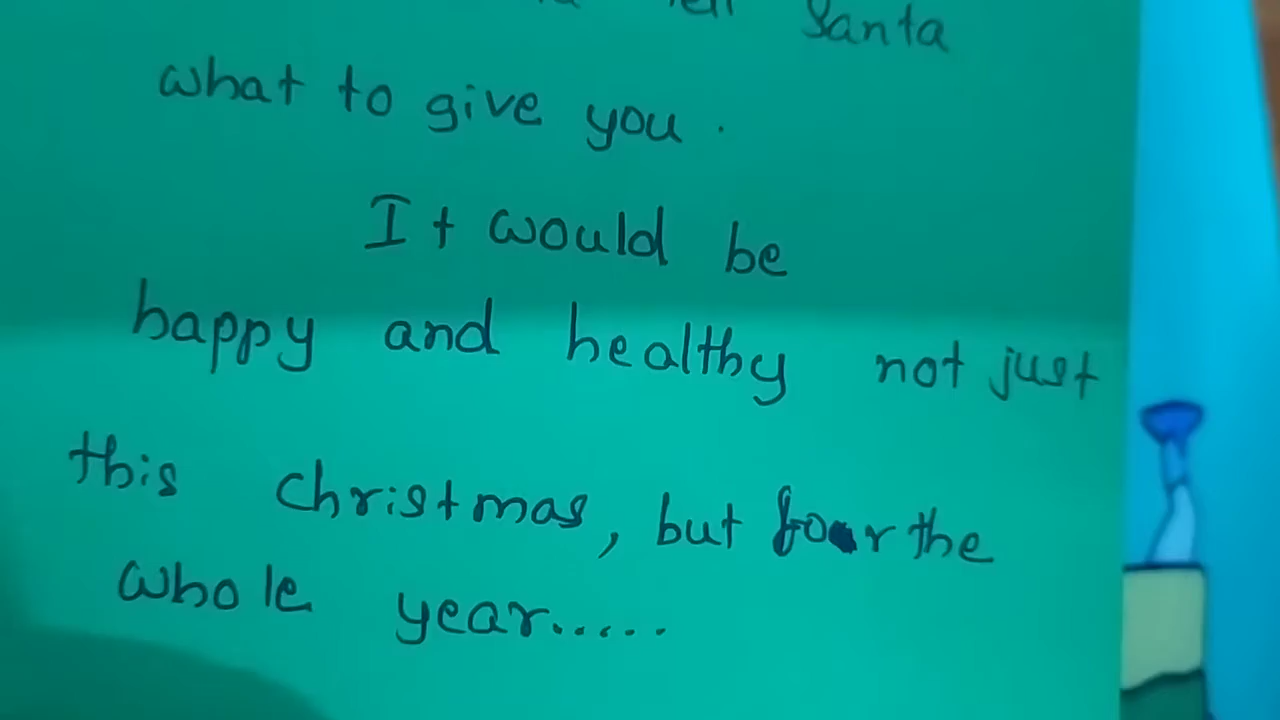 tell Santa
what to give you.
It would be
happy and healthy not just
this Christmas, but for the
whole year.....